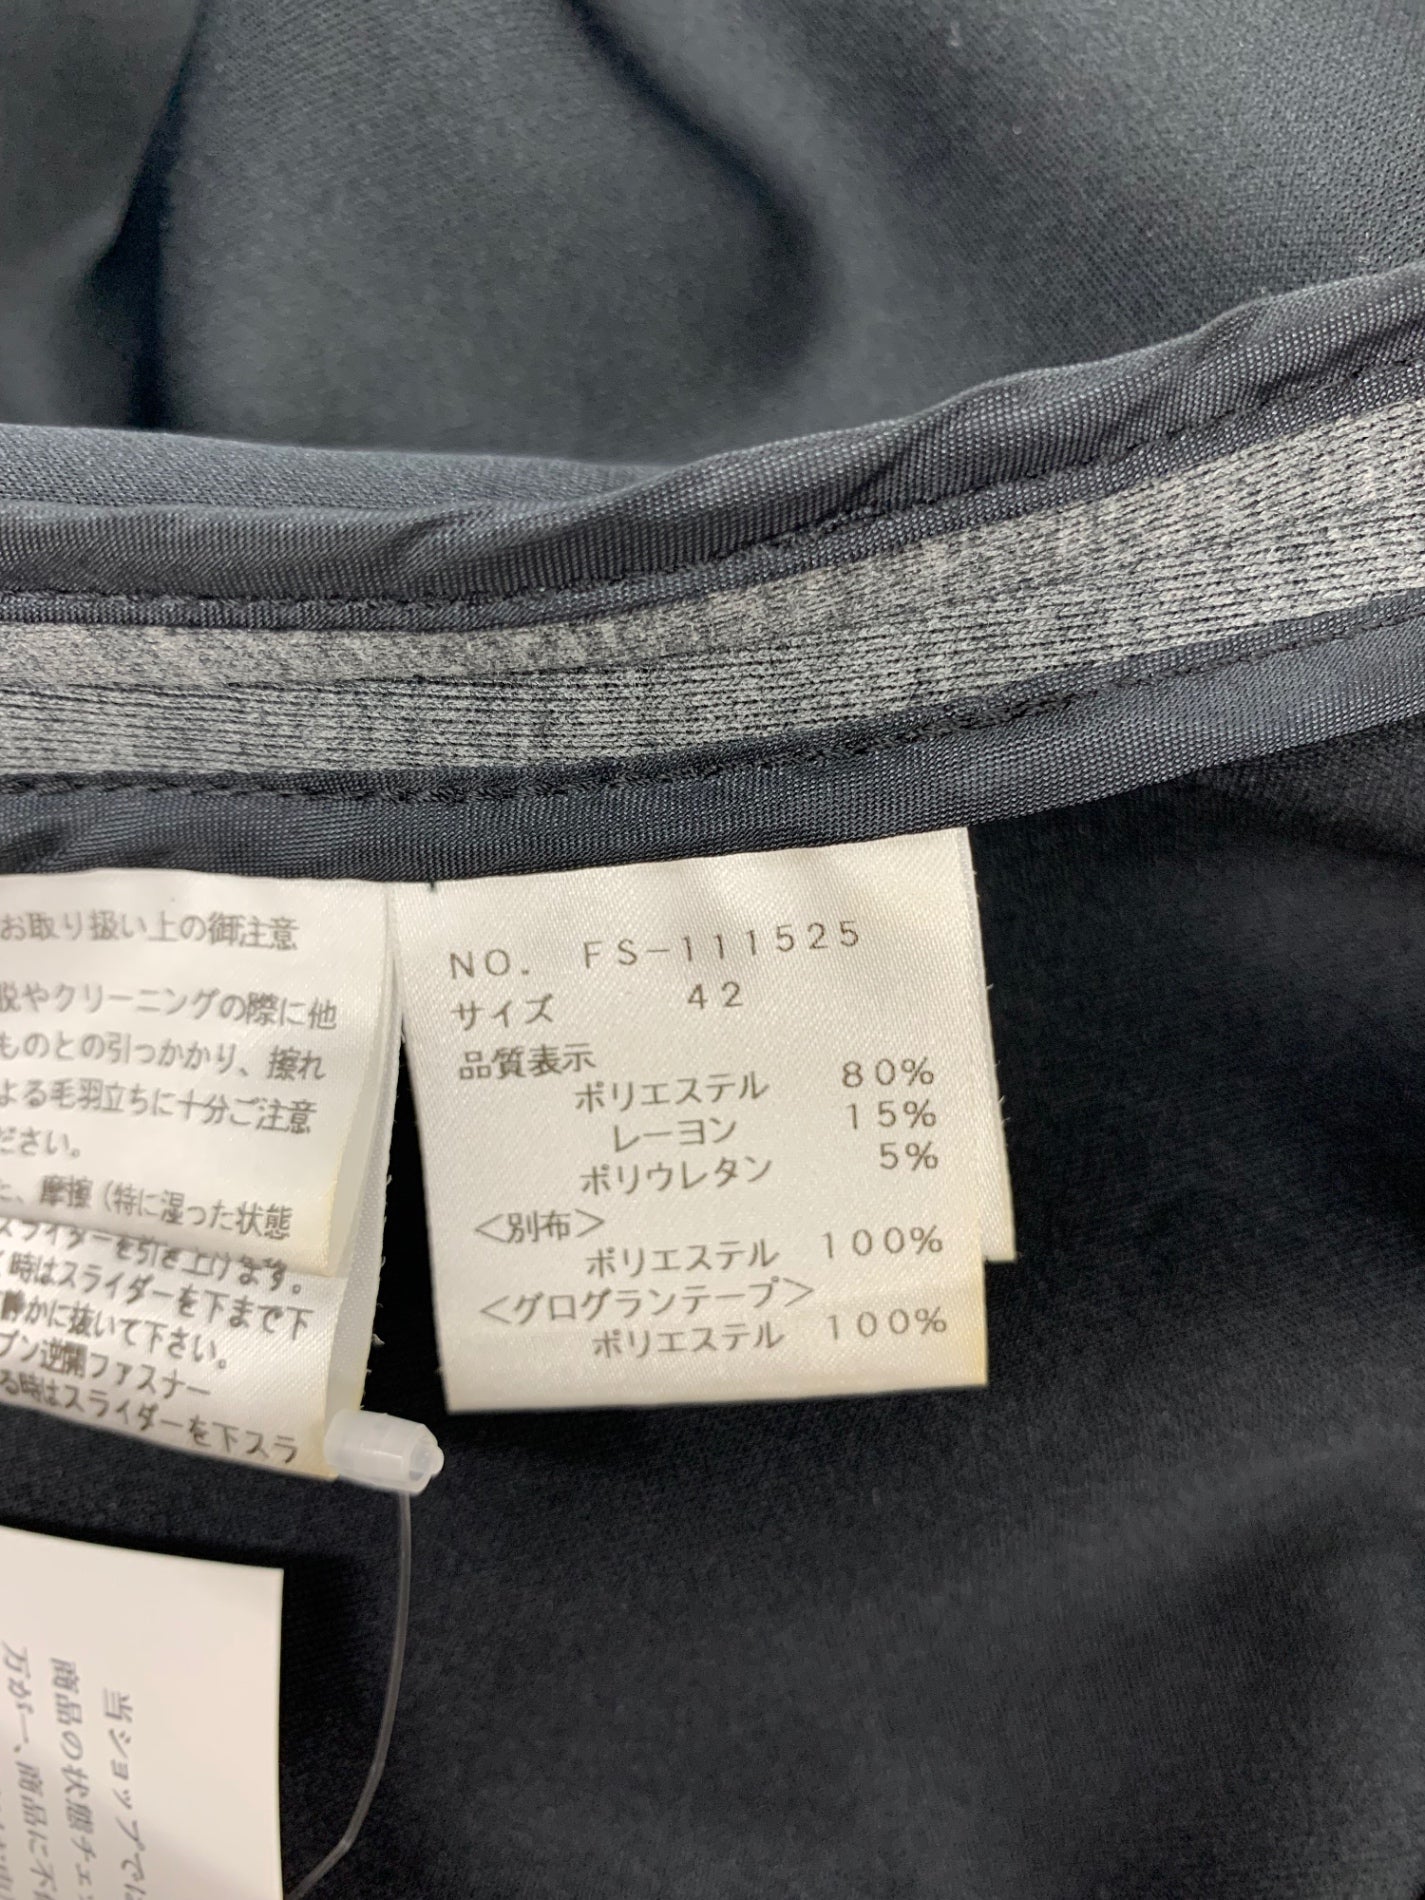 お取り扱い上の御注意
脱やクリーニングの際に他
ものとの引っかかり、擦れ
よる毛羽立ちに十分ご注意
ださい。
た、摩擦（特に湿った状態
スライダーを引き上げます。
く時はスライダーを下まで下
静かに抜いて下さい。
プン逆開ファスナー
る時はスライダーを下スラ
NO. FS-111525
サイズ 42
品質表示
ポリエステル 80%
レーヨン 15%
ポリウレタン 5%
<別布>
ポリエステル 100%
<グログランテープ>
ポリエステル 100%
当ショップでは
商品の状態チェッ
万が一、商品に不